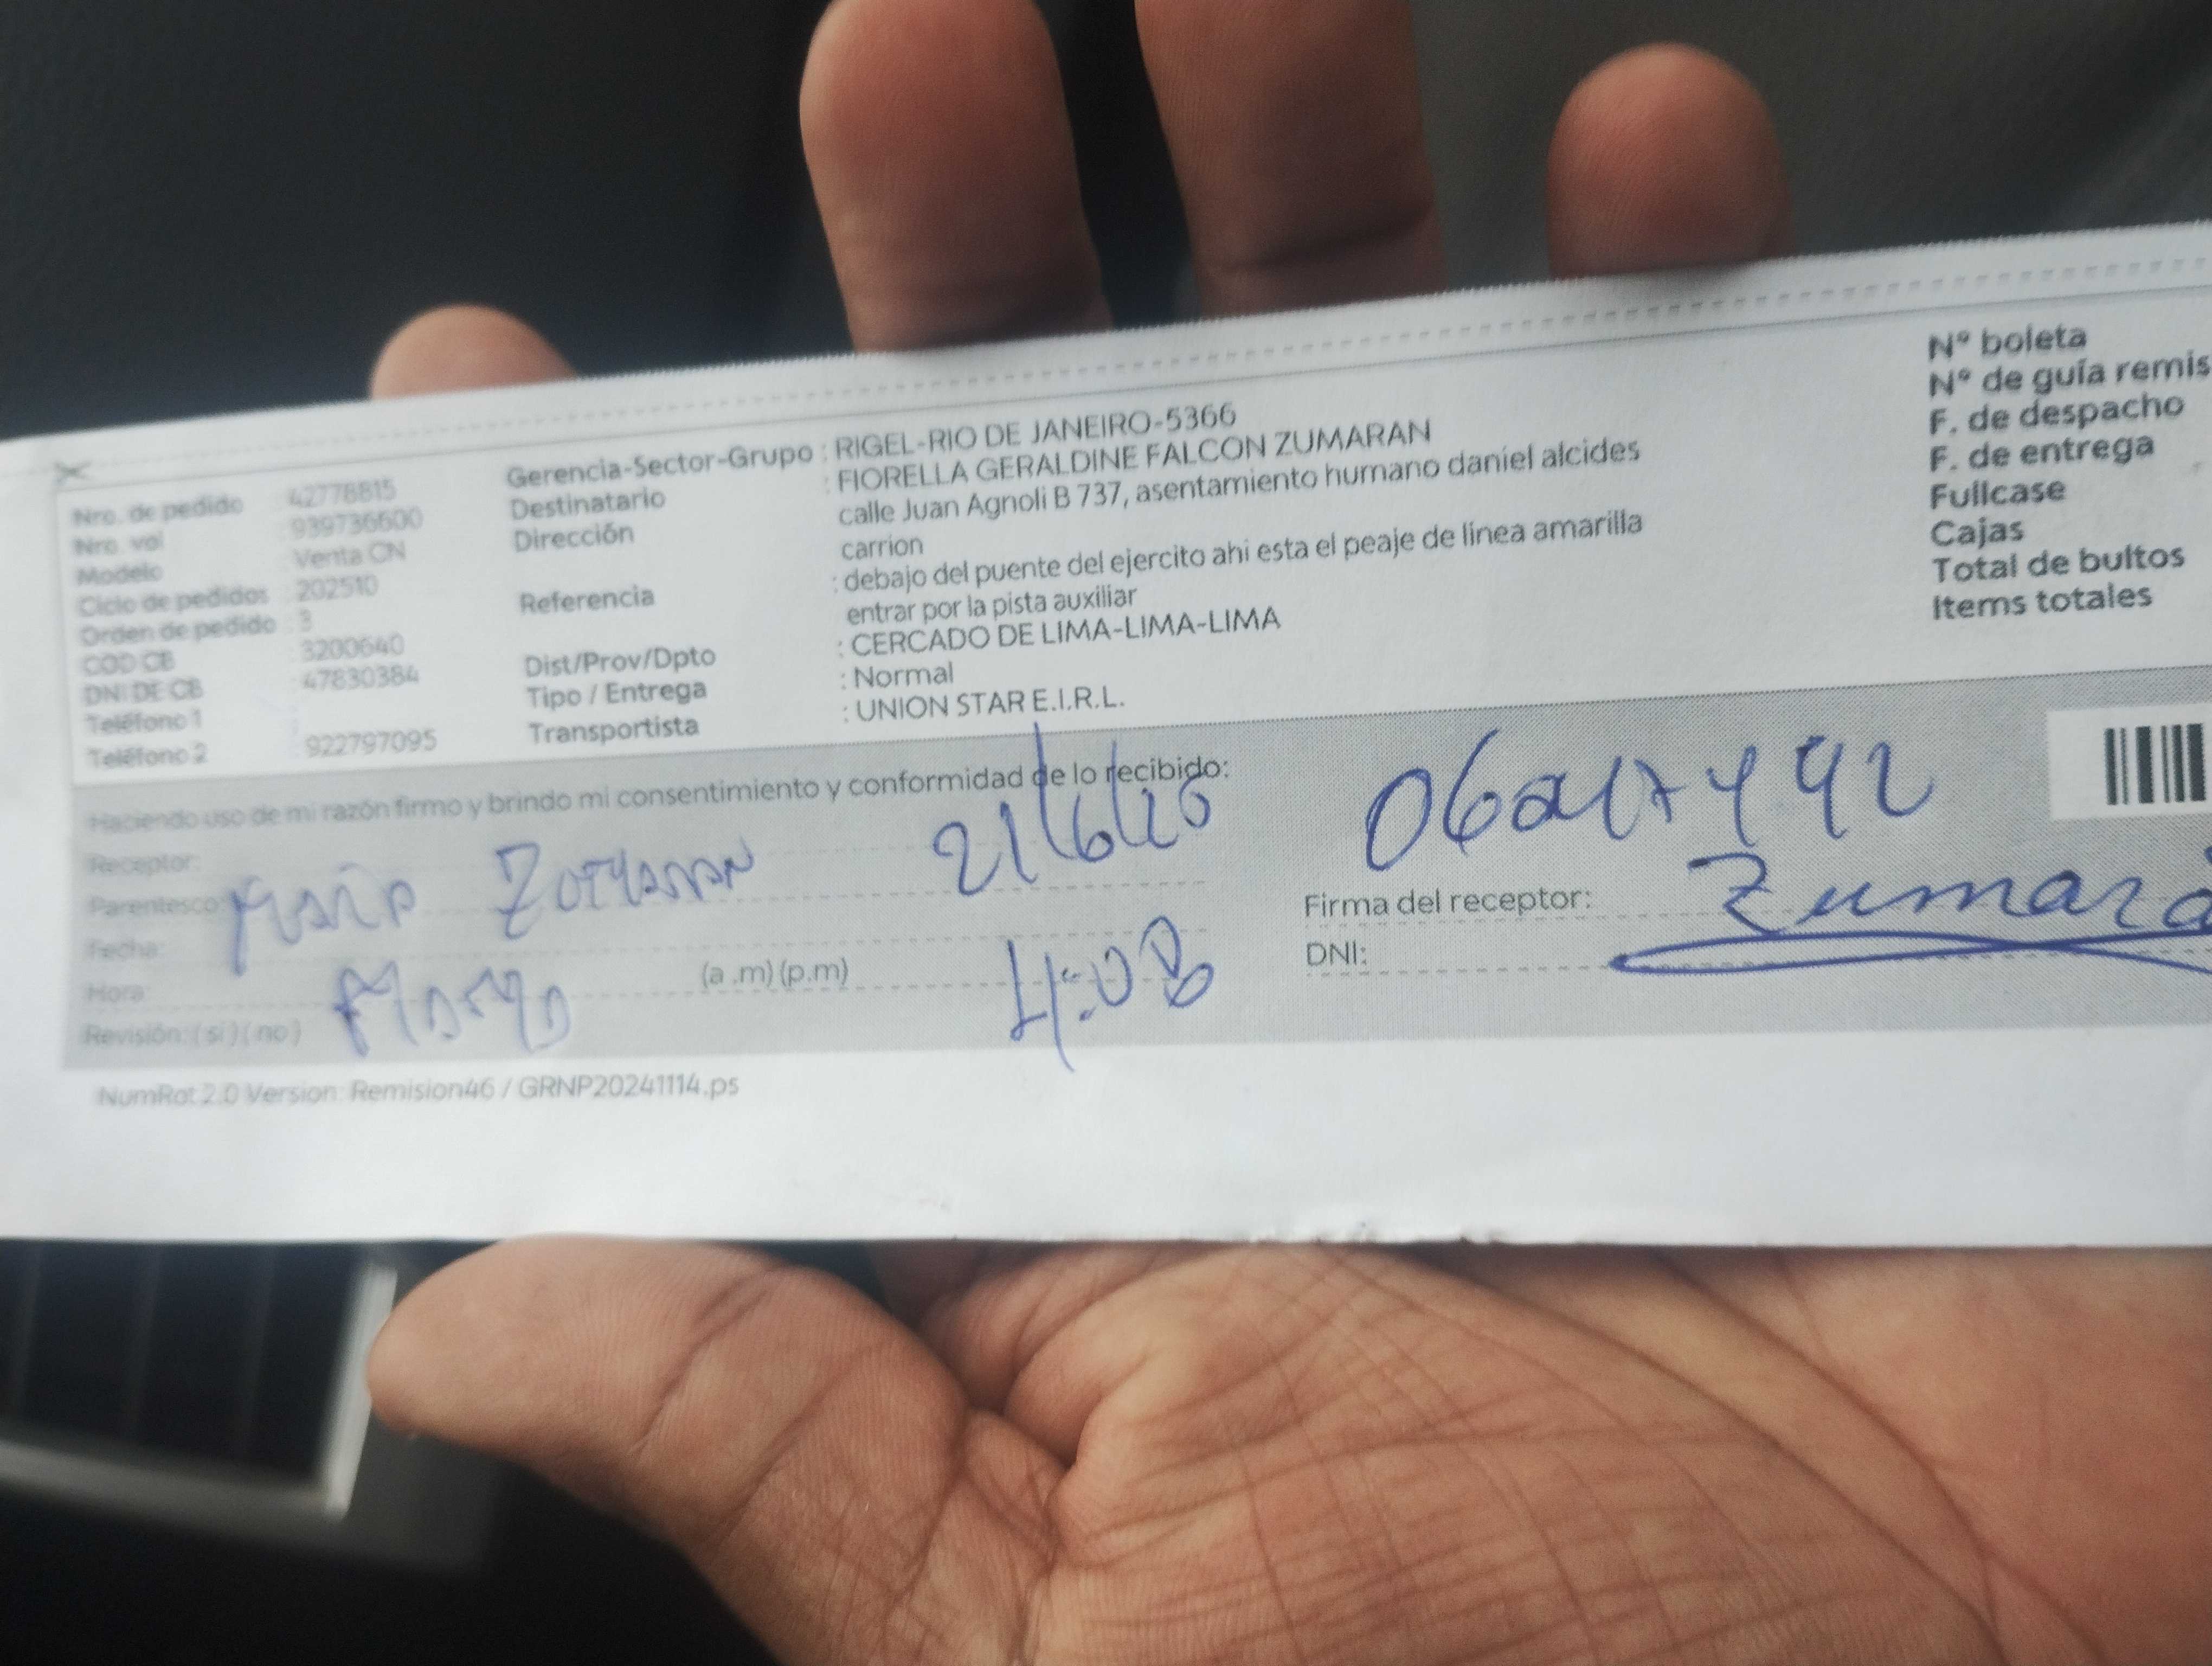 Nro. de pedido : 42778815
Nro. vol : 939736600
Modelo : Venta CN
Ciclo de pedidos : 202510
Orden de pedido : 3
COD CB : 3200640
DNI DE CB : 47830384
Teléfono 1 :
Teléfono 2 : 922797095
Gerencia-Sector-Grupo : RIGEL-RIO DE JANEIRO-5366
Destinatario : FIORELLA GERALDINE FALCON ZUMARAN
Dirección : calle Juan Agnoli B 737, asentamiento humano daniel alcides
carrion
Referencia : debajo del puente del ejercito ahi esta el peaje de linea amarilla
entrar por la pista auxiliar
Dist/Prov/Dpto : CERCADO DE LIMA-LIMA-LIMA
Tipo / Entrega : Normal
Transportista : UNION STAR E.I.R.L.
N° boleta
N° de guía remis
F. de despacho
F. de entrega
Fullcase
Cajas
Total de bultos
Items totales
Haciendo uso de mi razón firmo y brindo mi consentimiento y conformidad de lo recibido:
Receptor:
Parentesco:
Fecha:
Hora: (a .m) (p.m)
Revisión: ( si ) ( no )
Firma del receptor: Zumara
DNI:
NumRot 2.0 Version: Remision46 / GRNP20241114.ps